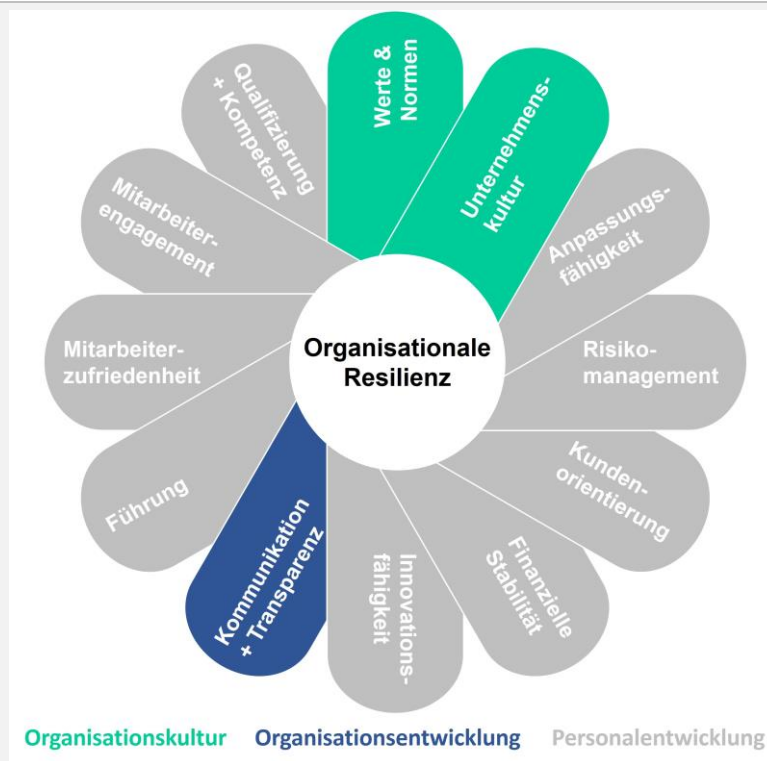 Werte &
Normen
Unternehmens-
kultur
Anpassungs-
fähigkeit
Risiko-
management
Kunden-
orientierung
Finanzielle
Stabilität
Innovations-
fähigkeit
Kommunikation
+ Transparenz
Führung
Mitarbeiter-
zufriedenheit
Mitarbeiter-
engagement
Qualifizierung
+ Kompetenz
Organisationale
Resilienz
Organisationskultur Organisationsentwicklung Personalentwicklung